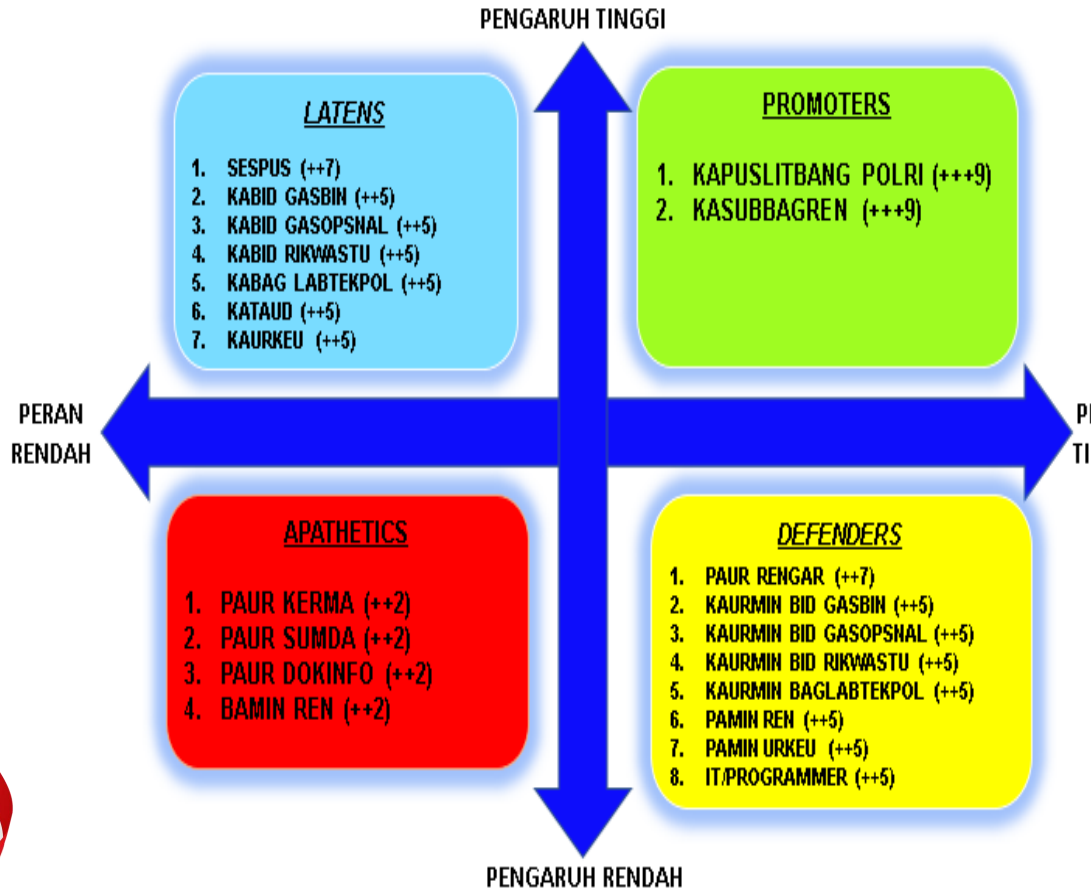 PENGARUH TINGGI
LATENS
1. SESPUS (++7)
2. KABID GASBIN (++5)
3. KABID GASOPSNAL (++5)
4. KABID RIKWASTU (++5)
5. KABAG LABTEKPOL (++5)
6. KATAUD (++5)
7. KAURKEU (++5)
PROMOTERS
1. KAPUSLITBANG POLRI (+++9)
2. KASUBBAGREN (+++9)
PERAN
RENDAH
APATHETICS
1. PAUR KERMA (++2)
2. PAUR SUMDA (++2)
3. PAUR DOKINFO (++2)
4. BAMIN REN (++2)
DEFENDERS
1. PAUR RENGAR (++7)
2. KAURMIN BID GASBIN (++5)
3. KAURMIN BID GASOPSNAL (++5)
4. KAURMIN BID RIKWASTU (++5)
5. KAURMIN BAGLABTEKPOL (++5)
6. PAMIN REN (++5)
7. PAMIN URKEU (++5)
8. IT/PROGRAMMER (++5)
PENGARUH RENDAH